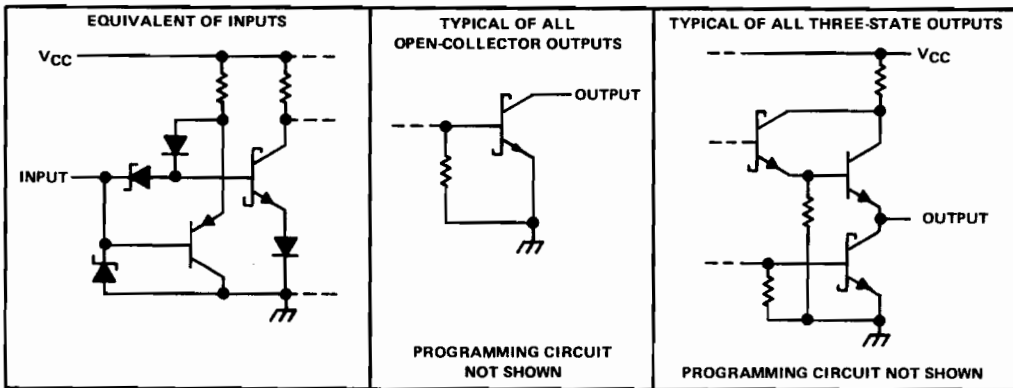 EQUIVALENT OF INPUTS
VCC
INPUT
TYPICAL OF ALL
OPEN-COLLECTOR OUTPUTS
OUTPUT
PROGRAMMING CIRCUIT
NOT SHOWN
TYPICAL OF ALL THREE-STATE OUTPUTS
VCC
OUTPUT
PROGRAMMING CIRCUIT NOT SHOWN